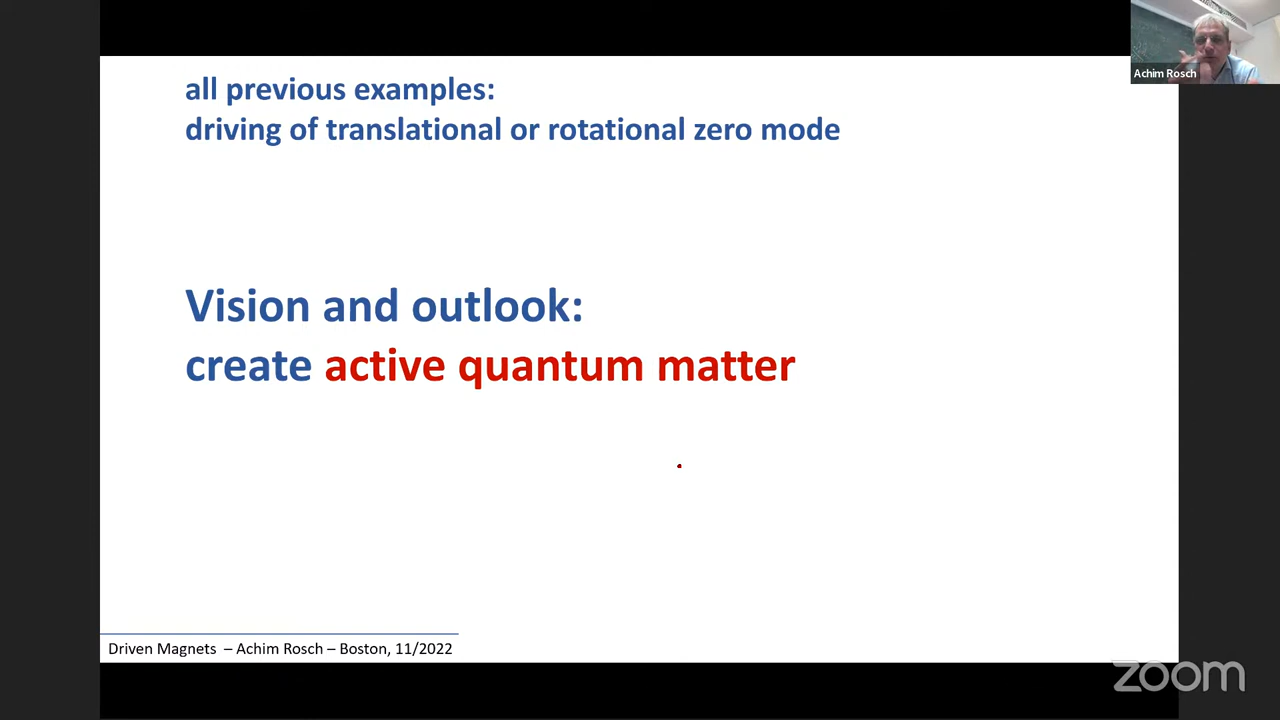 all previous examples:
driving of translational or rotational zero mode
Vision and outlook:
create active quantum matter
Driven Magnets – Achim Rosch – Boston, 11/2022
Achim Rosch
zoom